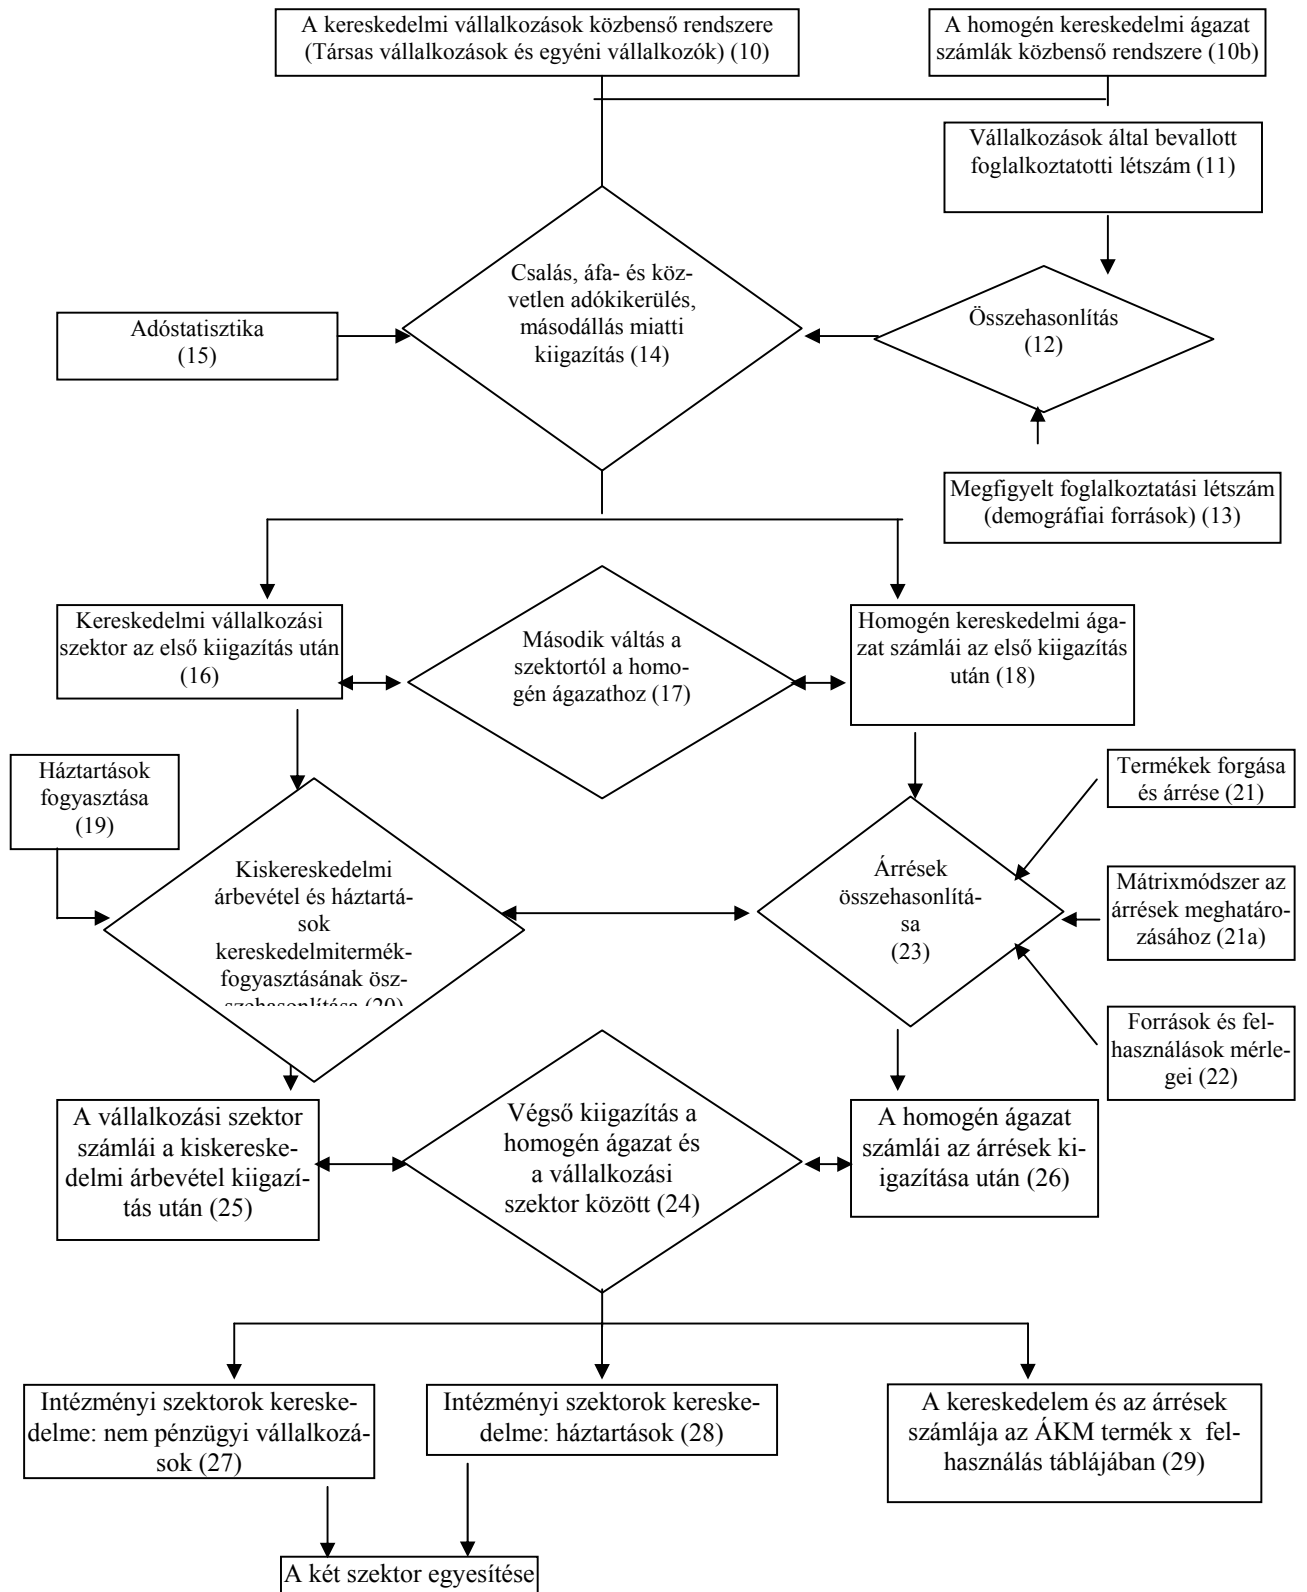 A kereskedelmi vállalkozások közbenső rendszere
(Társas vállalkozások és egyéni vállalkozók) (10)
A homogén kereskedelmi ágazat
számlák közbenső rendszere (10b)
Vállalkozások által bevallott
foglalkoztatotti létszám (11)
Csalás, áfa- és köz-
vetlen adókikerülés,
másodállás miatti
kiigazítás (14)
Összehasonlítás
(12)
Adóstatisztika
(15)
Megfigyelt foglalkoztatási létszám
(demográfiai források) (13)
Kereskedelmi vállalkozási
szektor az első kiigazítás után
(16)
Második váltás a
szektortól a homo-
gén ágazathoz (17)
Homogén kereskedelmi ága-
zat számlái az első kiigazítás
után (18)
Háztartások
fogyasztása
(19)
Kiskereskedelmi
árbevétel és háztartá-
sok
kereskedelmitermék-
fogyasztásának ösz-
szehasonlítása (20)
Árrések
összehasonlítá-
sa
(23)
Termékek forgása
és árrése (21)
Mátrixmódszer az
árrések meghatáro-
zásához (21a)
Források és fel-
használások mérle-
gei (22)
A vállalkozási szektor
számlái a kiskereske-
delmi árbevétel kiigazí-
tás után (25)
Végső kiigazítás a
homogén ágazat és
a vállalkozási
szektor között (24)
A homogén ágazat
számlái az árrések ki-
igazítása után (26)
Intézményi szektorok kereske-
delme: nem pénzügyi vállalkozá-
sok (27)
Intézményi szektorok kereske-
delme: háztartások (28)
A kereskedelem és az árrések
számlája az ÁKM termék x fel-
használás táblájában (29)
A két szektor egyesítése